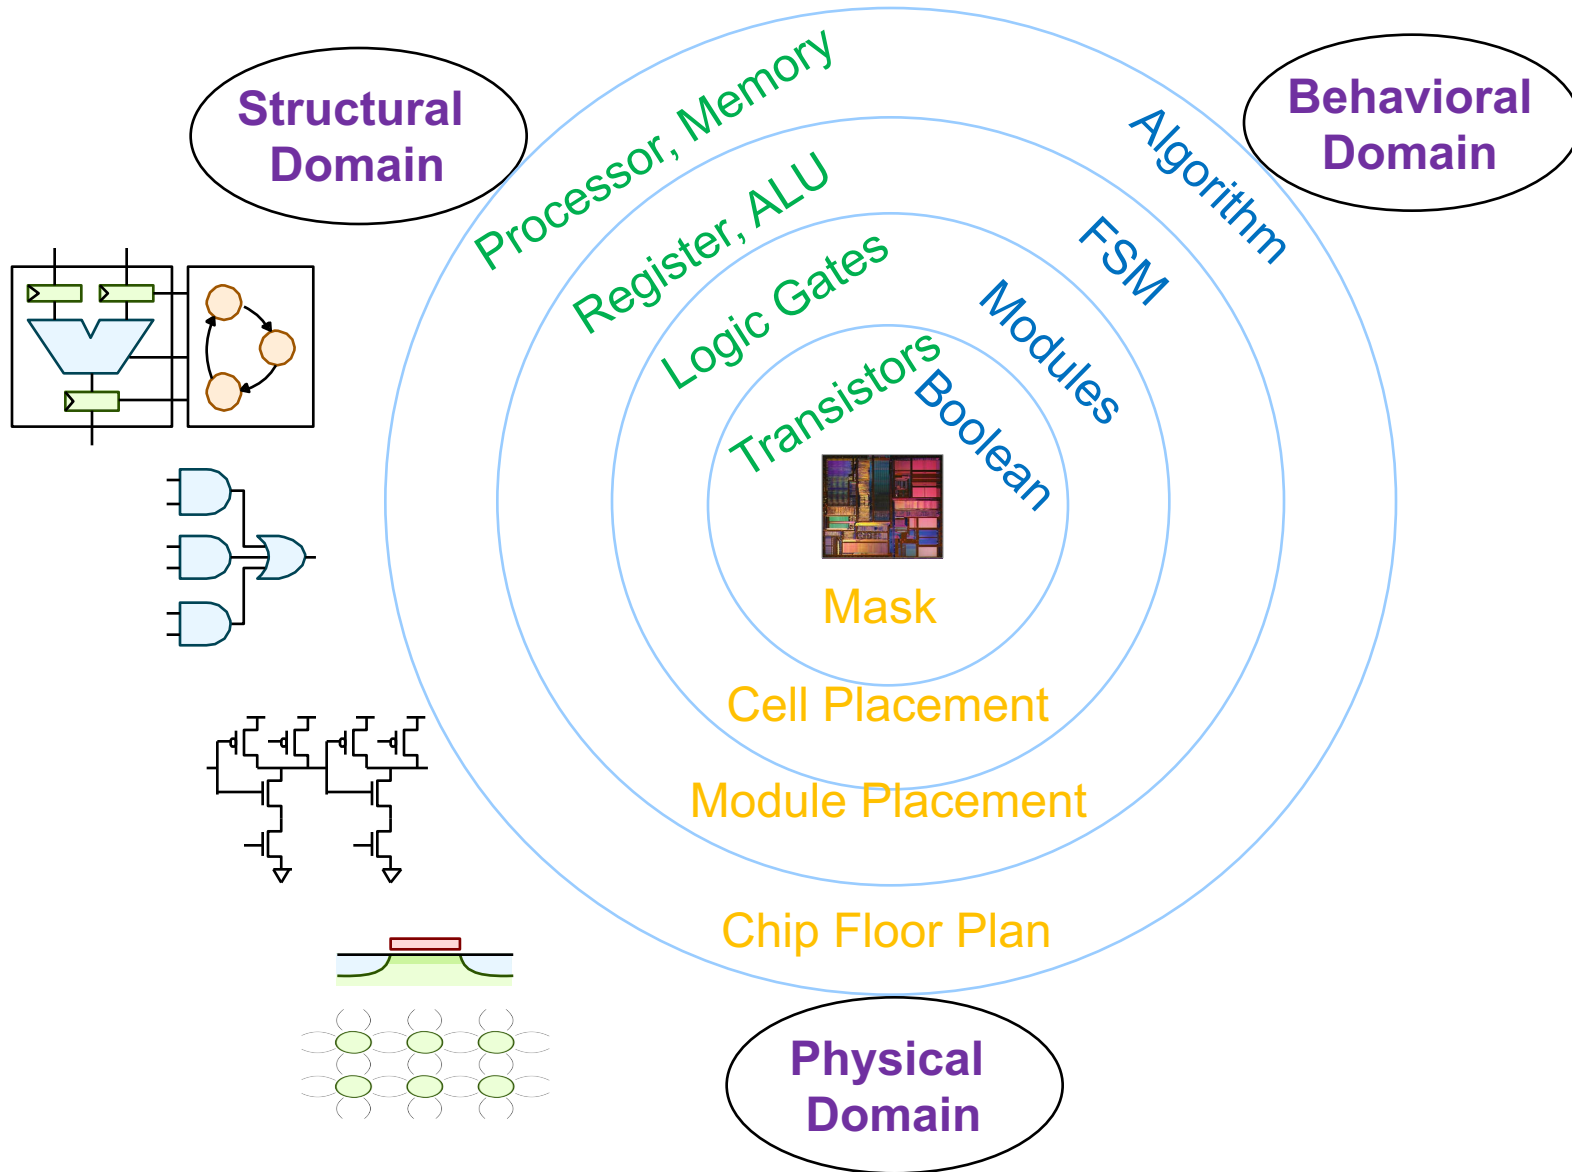 Structural
Domain
Behavioral
Domain
Processor, Memory
Register, ALU
Logic Gates
Transistors
Algorithm
FSM
Modules
Boolean
Mask
Cell Placement
Module Placement
Chip Floor Plan
Physical
Domain